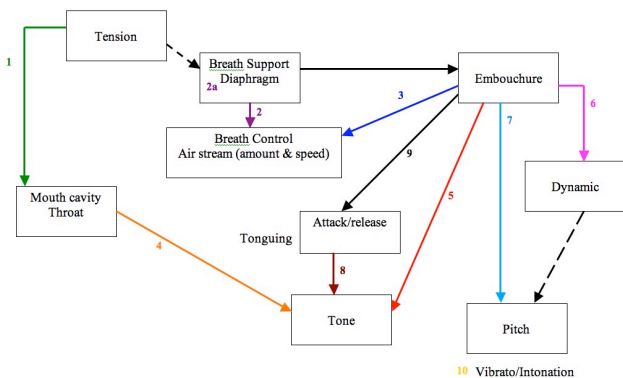 Tension
1
Breath Support
Diaphragm
2a
Embouchure
2
3
6
7
Breath Control
Air stream (amount & speed)
9
Mouth cavity
Throat
5
Dynamic
Attack/release
Tonguing
4
8
Tone
Pitch
10 Vibrato/Intonation